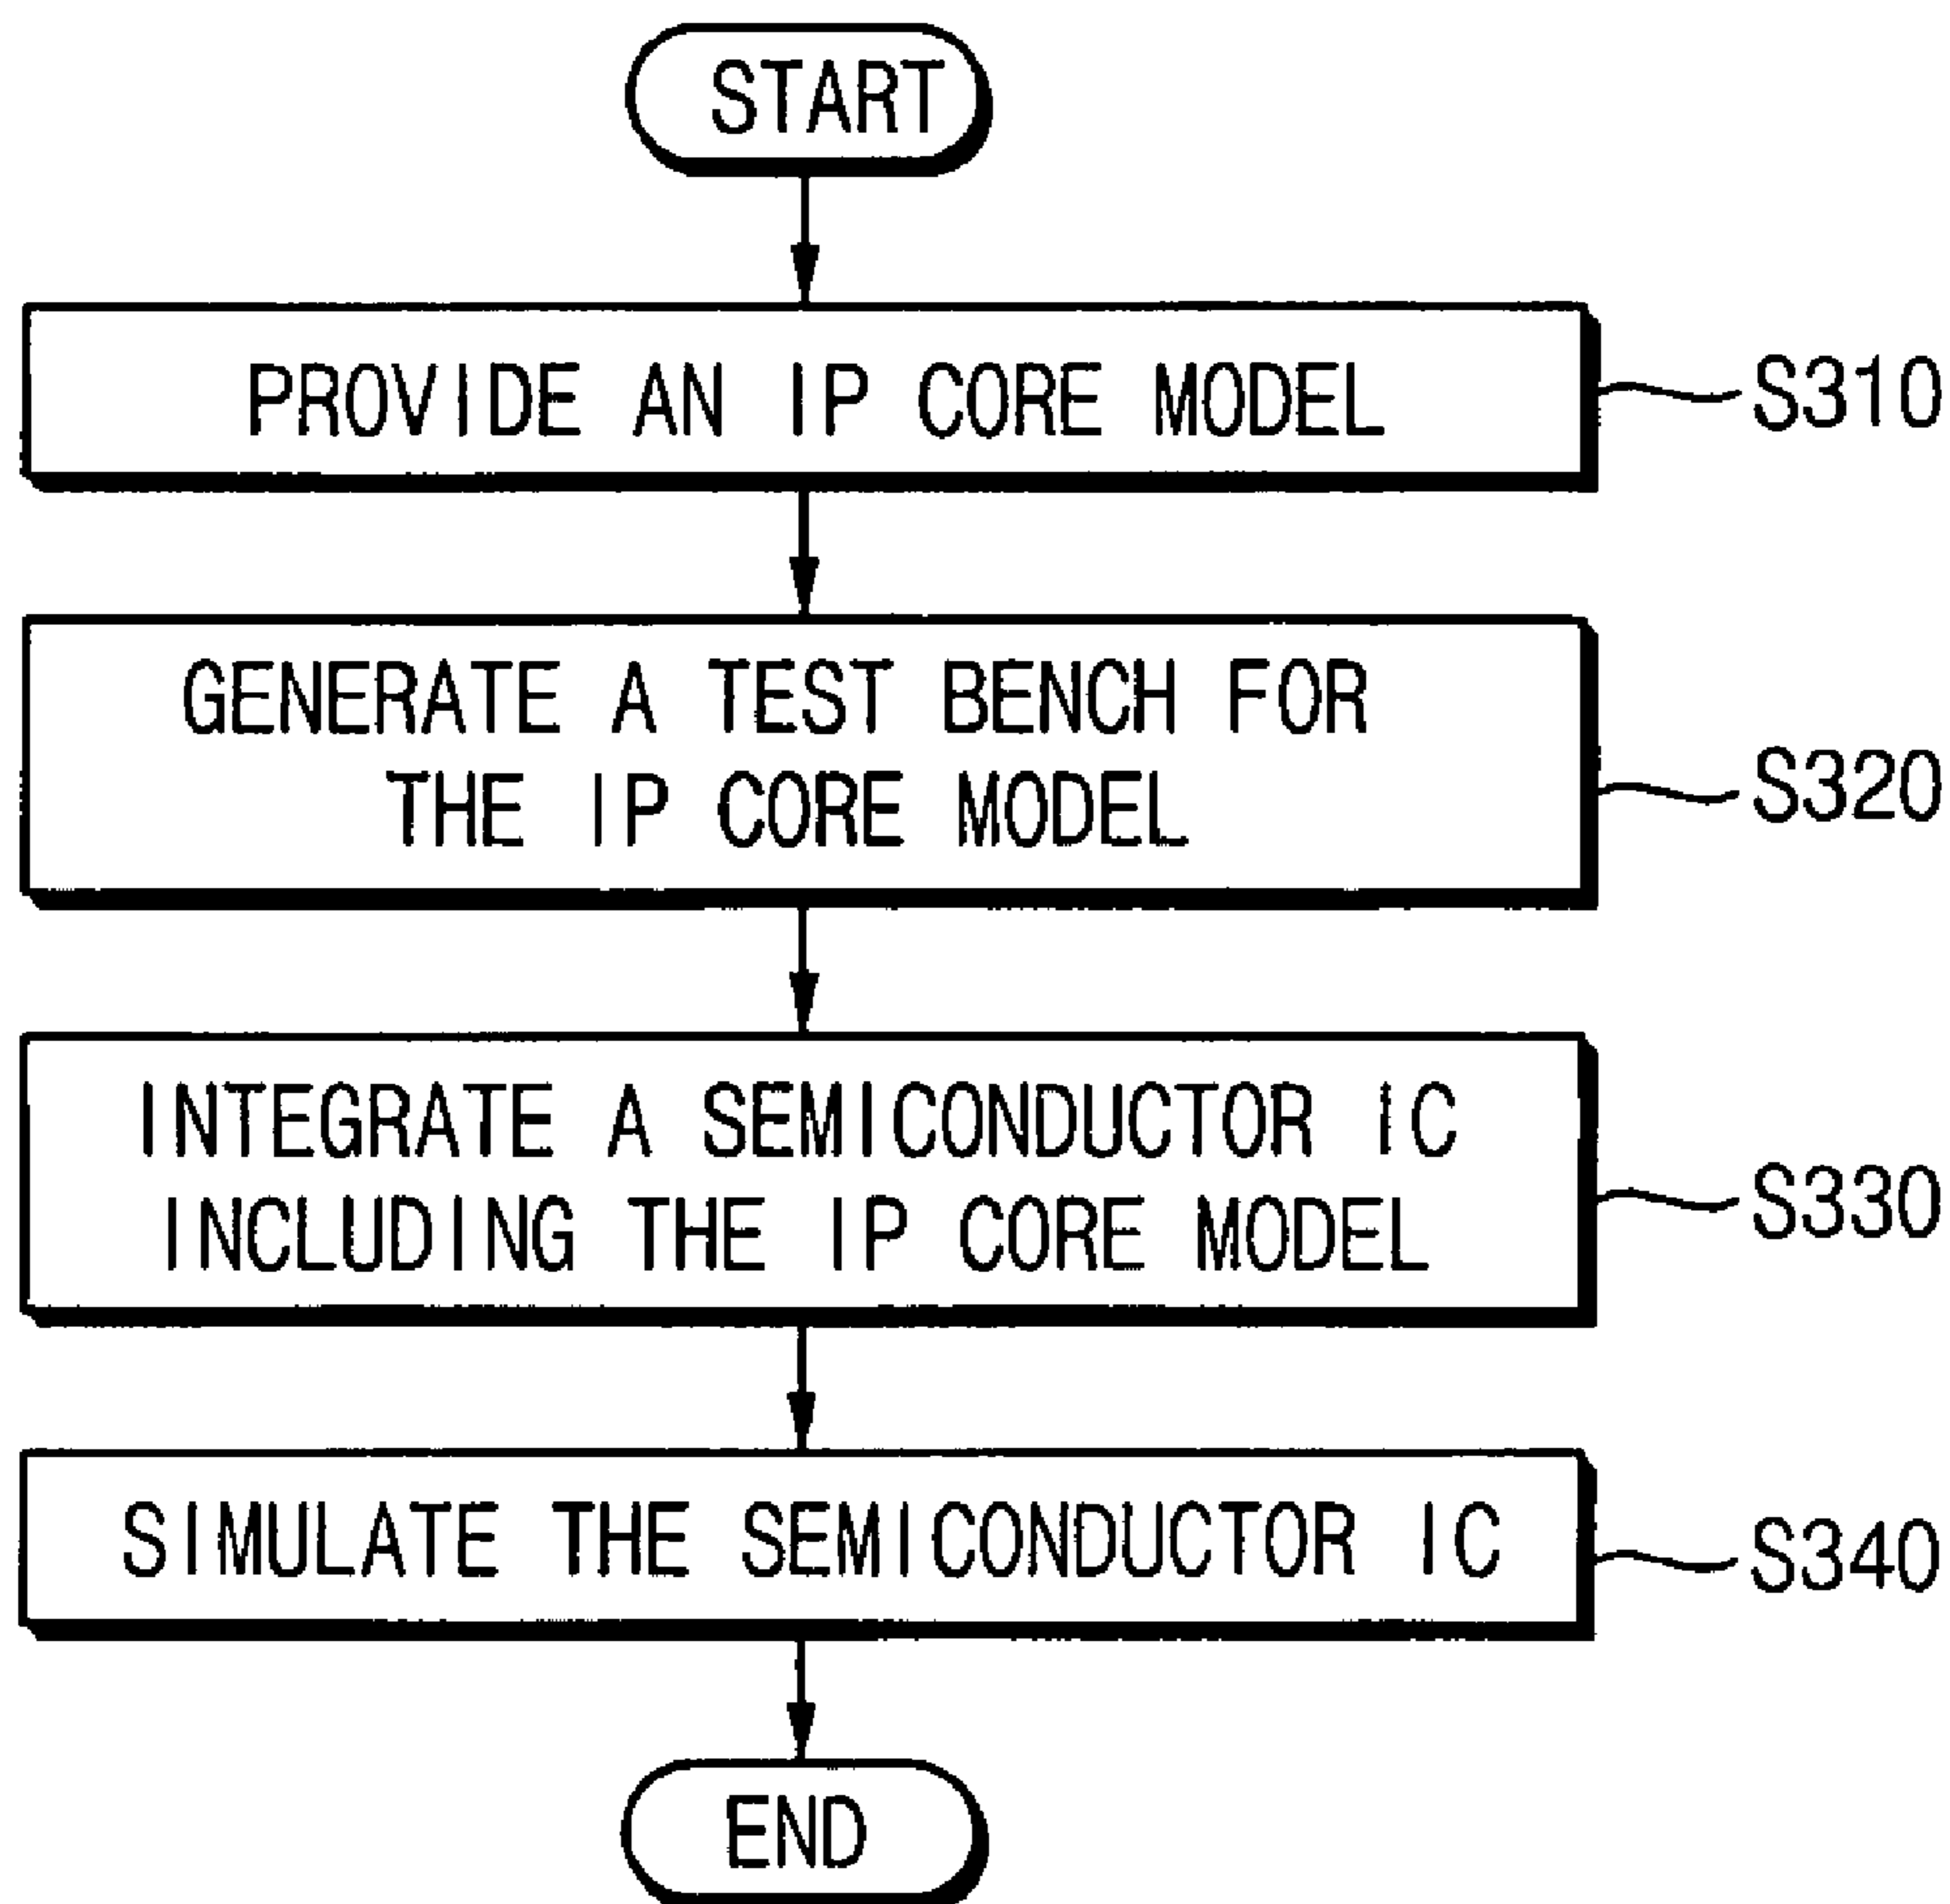 START
PROVIDE AN IP CORE MODEL
S310
GENERATE A TEST BENCH FOR
THE IP CORE MODEL
S320
INTEGRATE A SEMICONDUCTOR IC
INCLUDING THE IP CORE MODEL
S330
SIMULATE THE SEMICONDUCTOR IC
S340
END